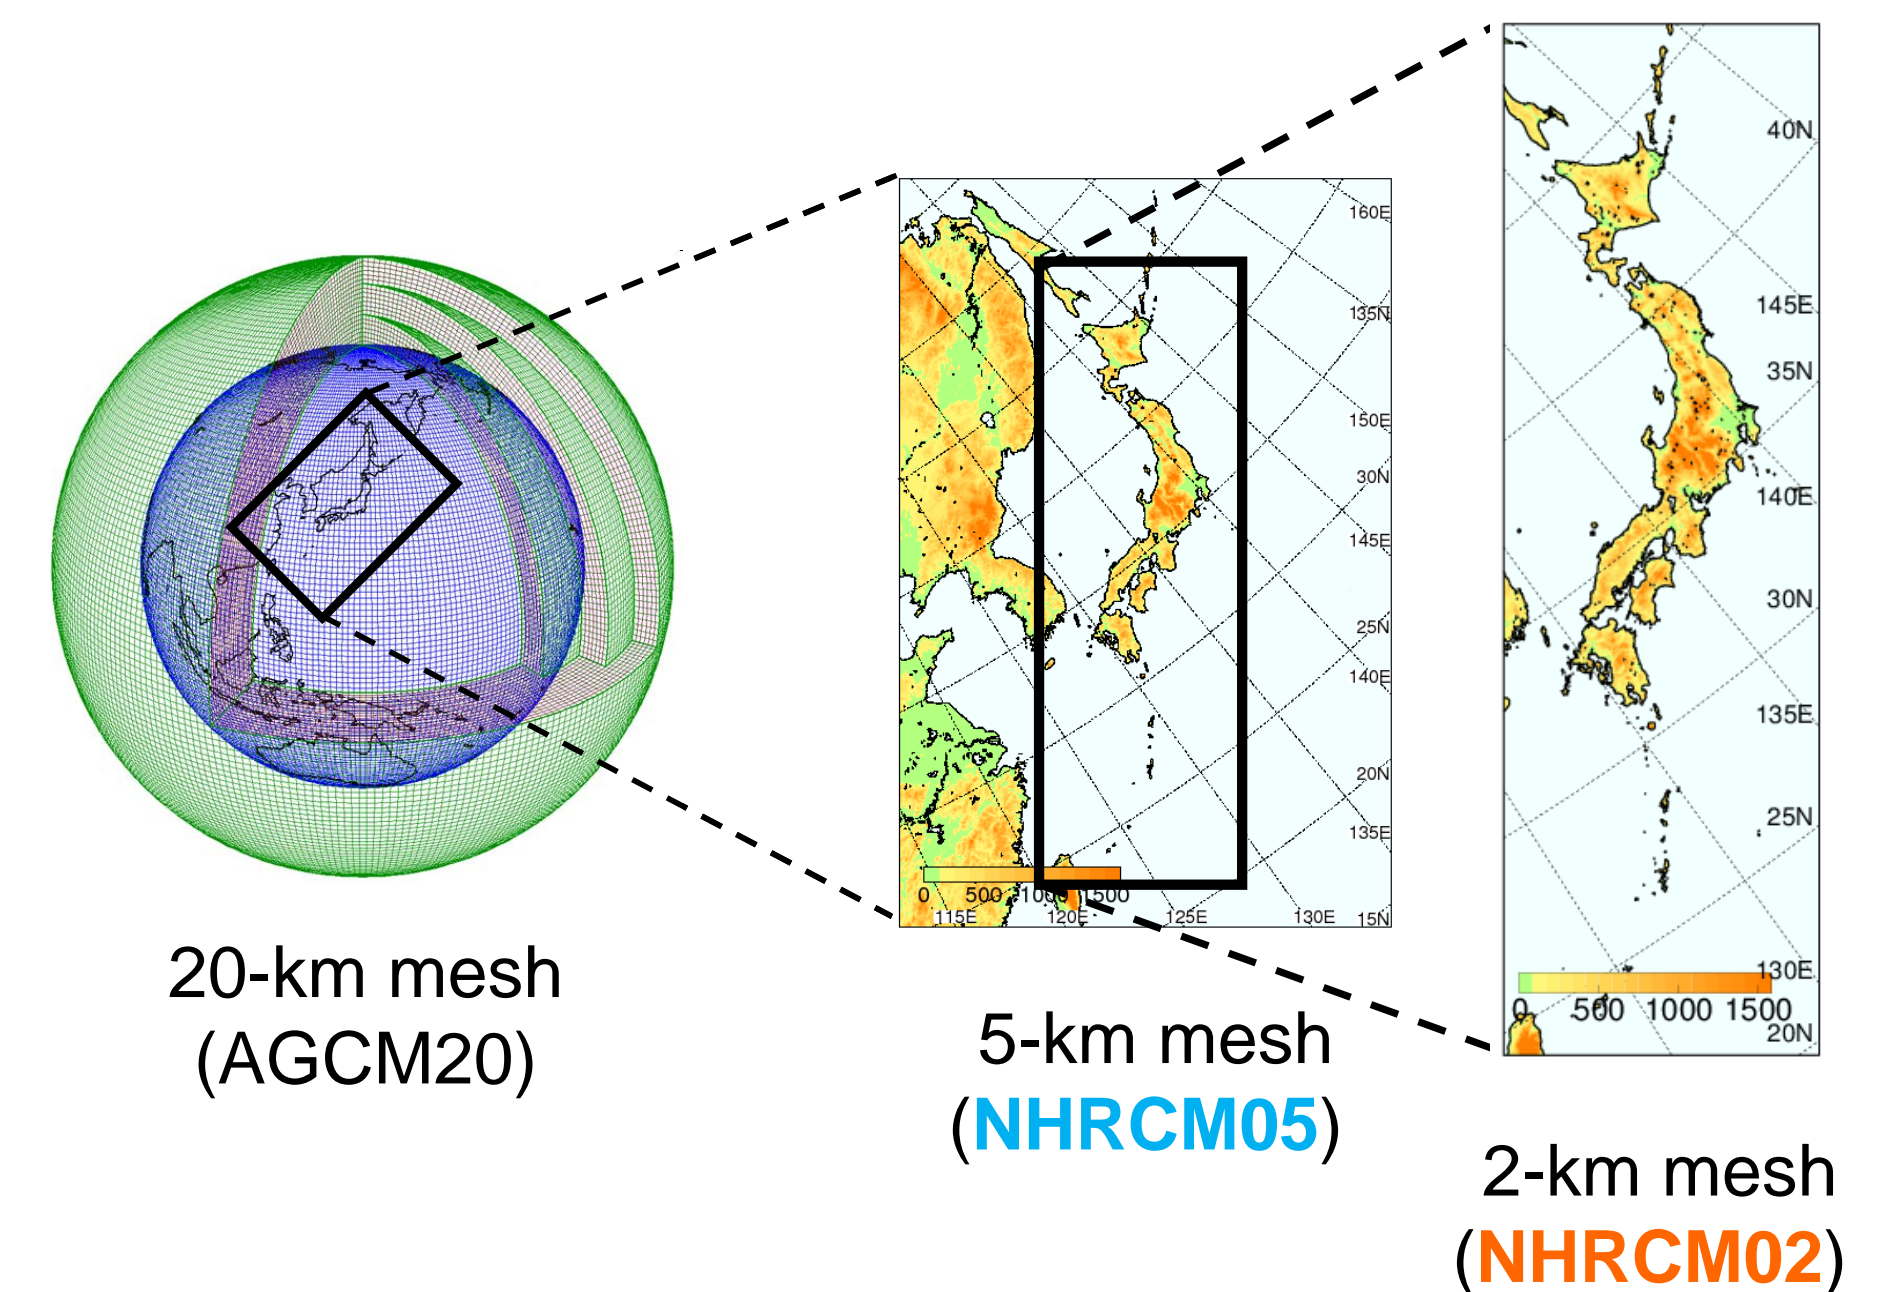 20-km mesh
(AGCM20)
160E
135N
150E
30N
145E
25N
140E
20N
135E
0 500 1000 1500
115E 120E 125E 130E 15N
5-km mesh
(NHRCM05)
40N
145E
35N
140E
30N
135E
25N
130E
0 500 1000 1500
20N
2-km mesh
(NHRCM02)